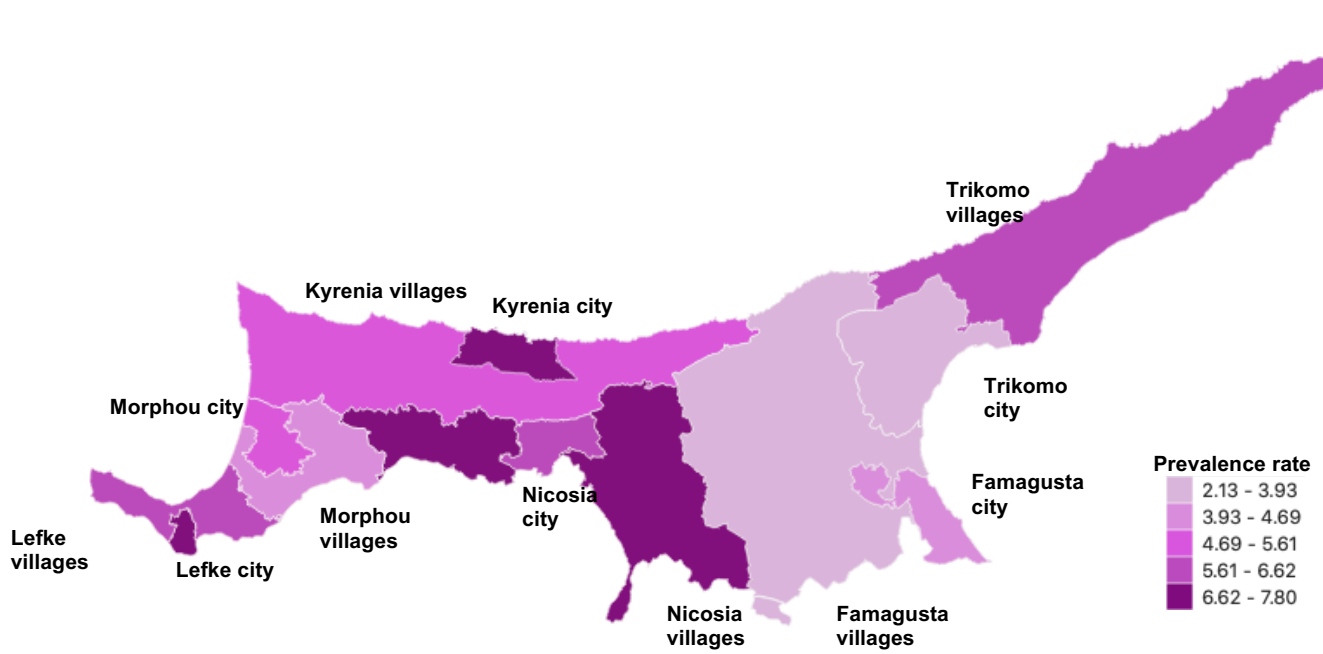 Trikomo
villages
Kyrenia villages
Kyrenia city
Morphou city
Trikomo
city
Prevalence rate
2.13 - 3.93
3.93 - 4.69
4.69 - 5.61
5.61 - 6.62
6.62 - 7.80
Famagusta
city
Nicosia
city
Morphou
villages
Lefke
villages
Lefke city
Nicosia
villages
Famagusta
villages